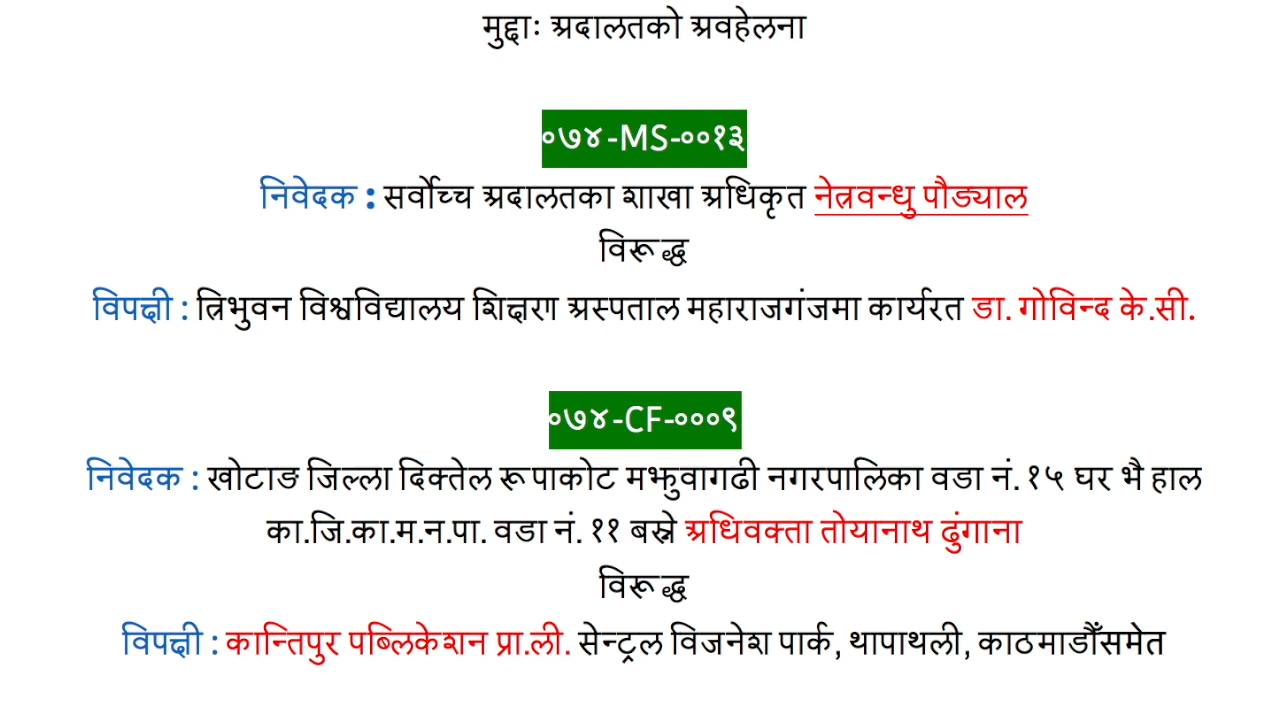 मुद्दाः अदालतको अवहेलना
०७४-MS-००१३
निवेदक : सर्वोच्च अदालतका शाखा अधिकृत नेत्रवन्धु पौड्याल
विरूद्ध
विपक्षी : त्रिभुवन विश्वविद्यालय शिक्षण अस्पताल महाराजगंजमा कार्यरत डा. गोविन्द के.सी.
०७४-CF-०००९
निवेदक : खोटाङ जिल्ला दिक्तेल रूपाकोट मझुवागढी नगरपालिका वडा नं. १५ घर भै हाल
का.जि.का.म.न.पा. वडा नं. ११ बस्ने अधिवक्ता तोयानाथ ढुंगाना
विरूद्ध
विपक्षी : कान्तिपुर पब्लिकेशन प्रा.ली. सेन्ट्रल विजनेश पार्क, थापाथली, काठमाडौँसमेत